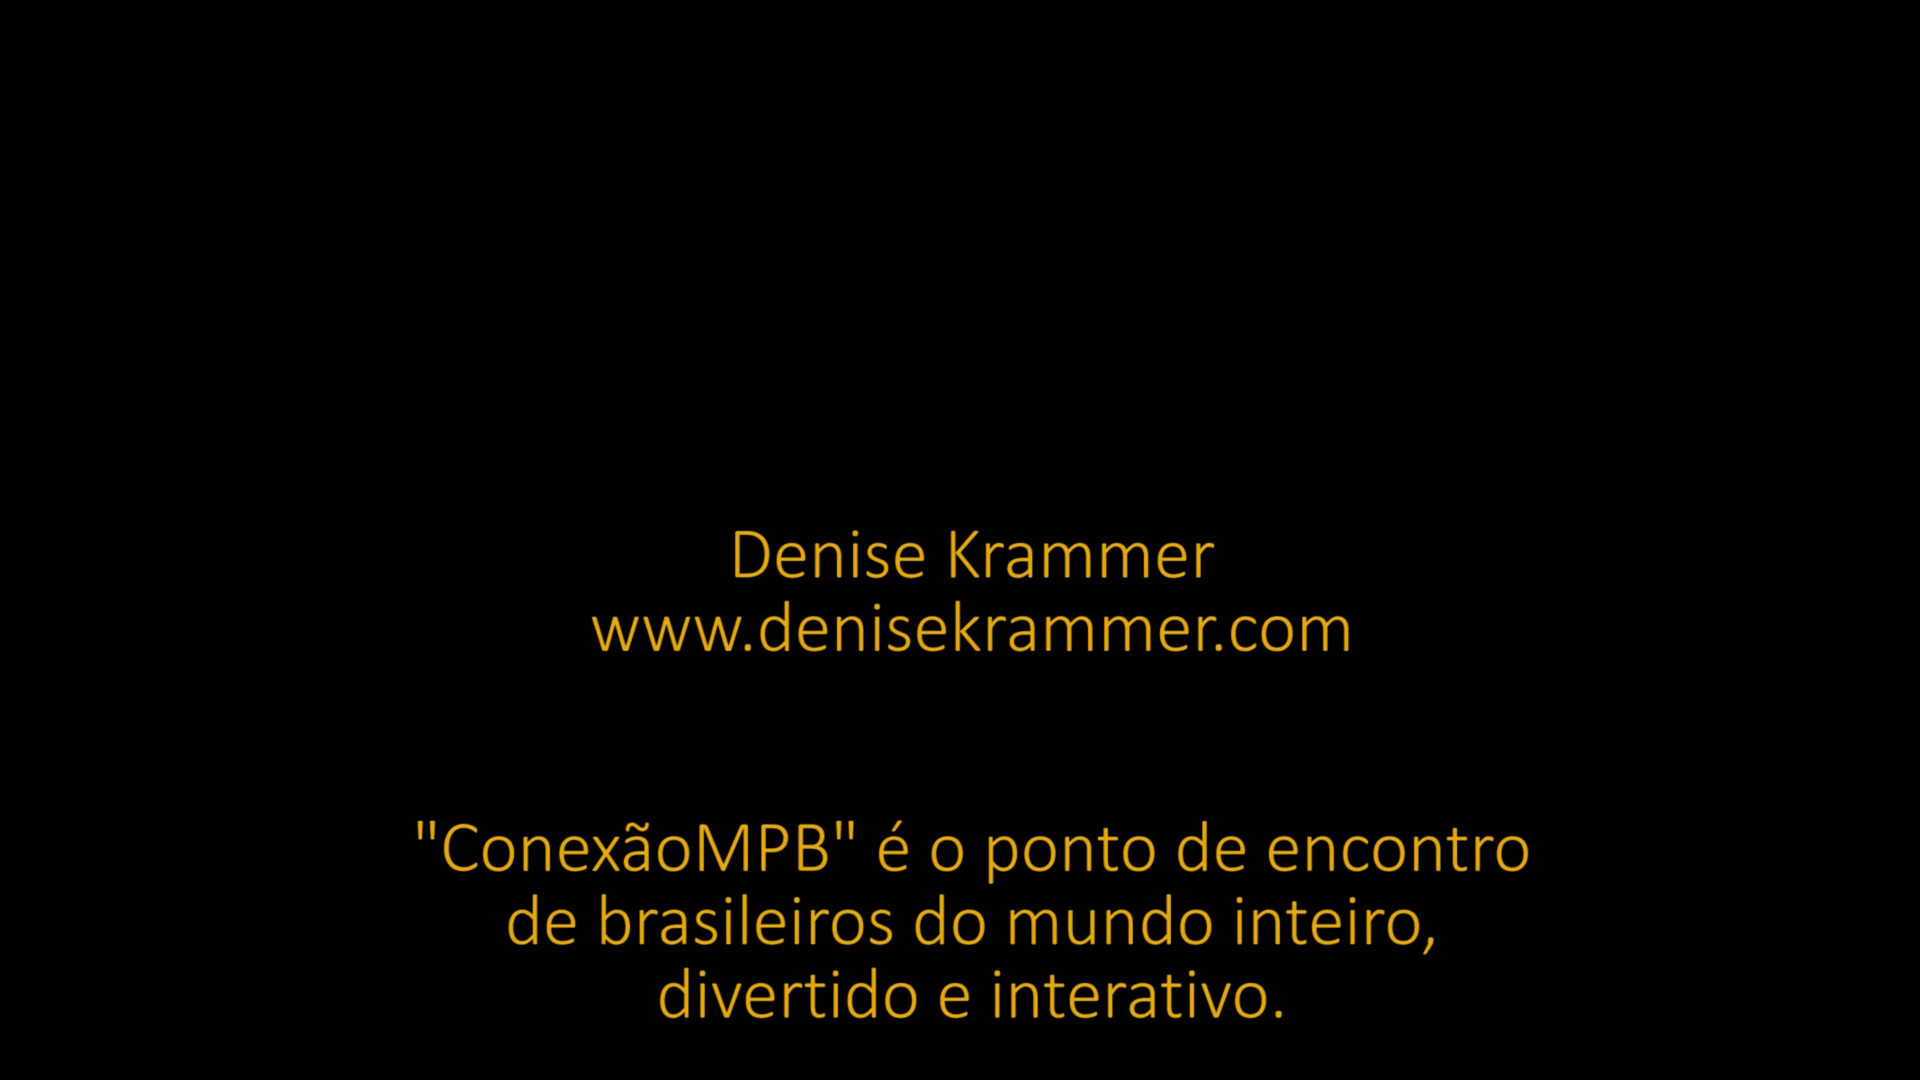 Denise Krammer
www.denisekrammer.com
"ConexãoMPB" é o ponto de encontro
de brasileiros do mundo inteiro,
divertido e interativo.